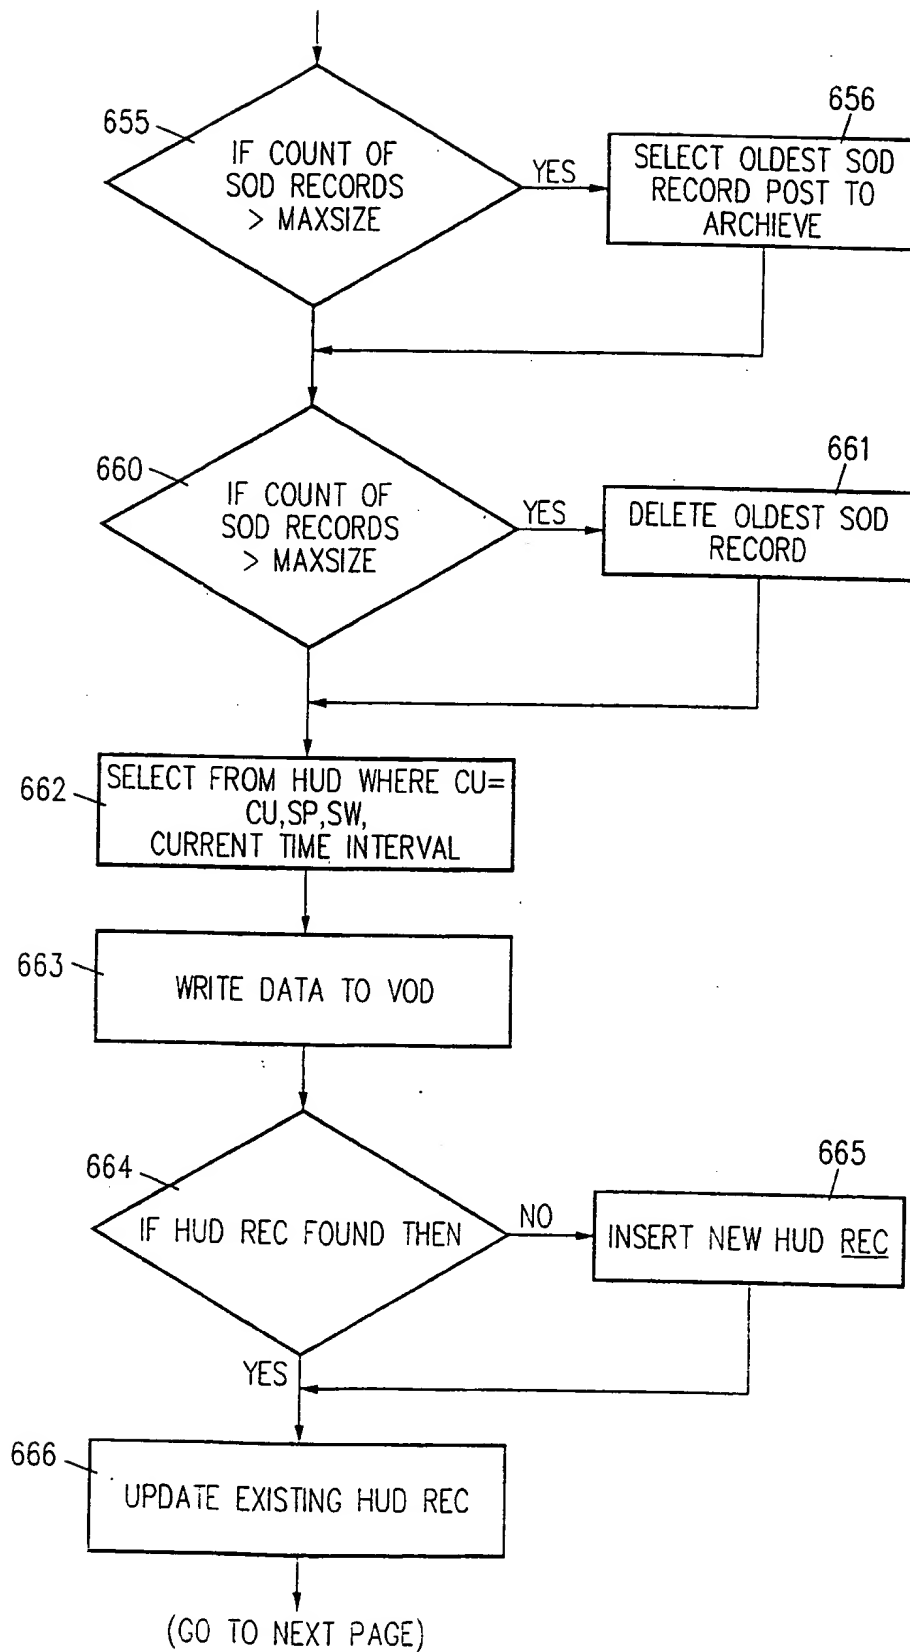 655
IF COUNT OF
SOD RECORDS
> MAXSIZE
YES
656
SELECT OLDEST SOD
RECORD POST TO
ARCHIEVE
660
IF COUNT OF
SOD RECORDS
> MAXSIZE
YES
661
DELETE OLDEST SOD
RECORD
662
SELECT FROM HUD WHERE CU=
CU,SP,SW,
CURRENT TIME INTERVAL
663
WRITE DATA TO VOD
664
IF HUD REC FOUND THEN
NO
665
INSERT NEW HUD REC
YES
666
UPDATE EXISTING HUD REC
(GO TO NEXT PAGE)